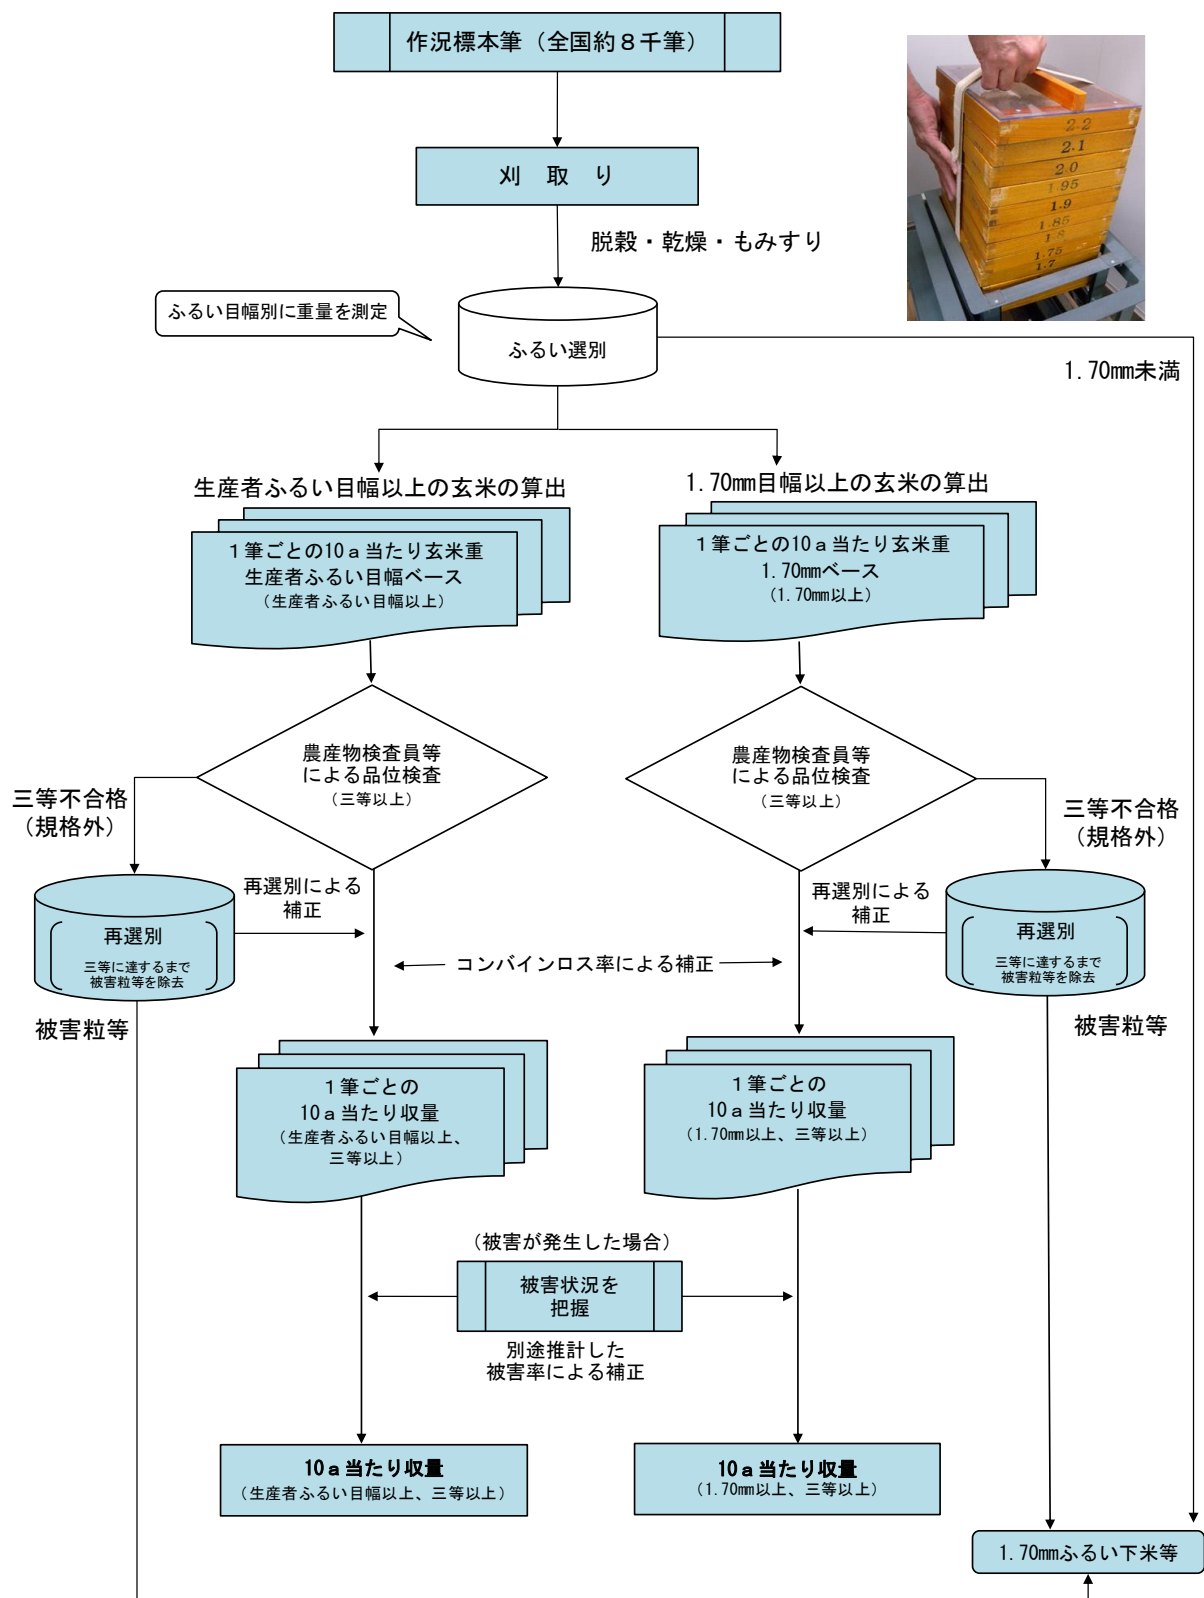 作況標本筆（全国約８千筆）
2.2
2.1
2.0
1.95
1.9
1.85
1.8
1.75
1.7
刈　取　り
脱穀・乾燥・もみすり
ふるい目幅別に重量を測定
ふるい選別
1.70㎜未満
生産者ふるい目幅以上の玄米の算出
1.70㎜目幅以上の玄米の算出
１筆ごとの10ａ当たり玄米重
生産者ふるい目幅ベース
（生産者ふるい目幅以上）
１筆ごとの10ａ当たり玄米重
1.70㎜ベース
（1.70㎜以上）
農産物検査員等
による品位検査
（三等以上）
農産物検査員等
による品位検査
（三等以上）
三等不合格
（規格外）
三等不合格
（規格外）
再選別による
補正
再選別による
補正
再選別
三等に達するまで
被害粒等を除去
再選別
三等に達するまで
被害粒等を除去
コンバインロス率による補正
被害粒等
被害粒等
１筆ごとの
10ａ当たり収量
（生産者ふるい目幅以上、
三等以上）
１筆ごとの
10ａ当たり収量
（1.70㎜以上、三等以上）
（被害が発生した場合）
被害状況を
把握
別途推計した
被害率による補正
10ａ当たり収量
（生産者ふるい目幅以上、三等以上）
10ａ当たり収量
（1.70㎜以上、三等以上）
1.70㎜ふるい下米等